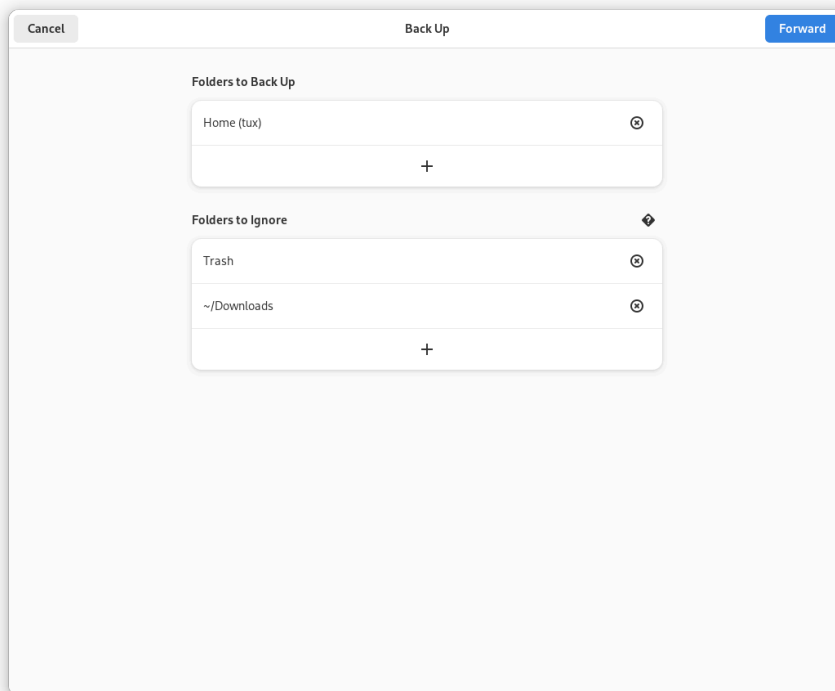 Cancel
Back Up
Forward
Folders to Back Up
Home (tux)
Folders to Ignore
Trash
~/Downloads